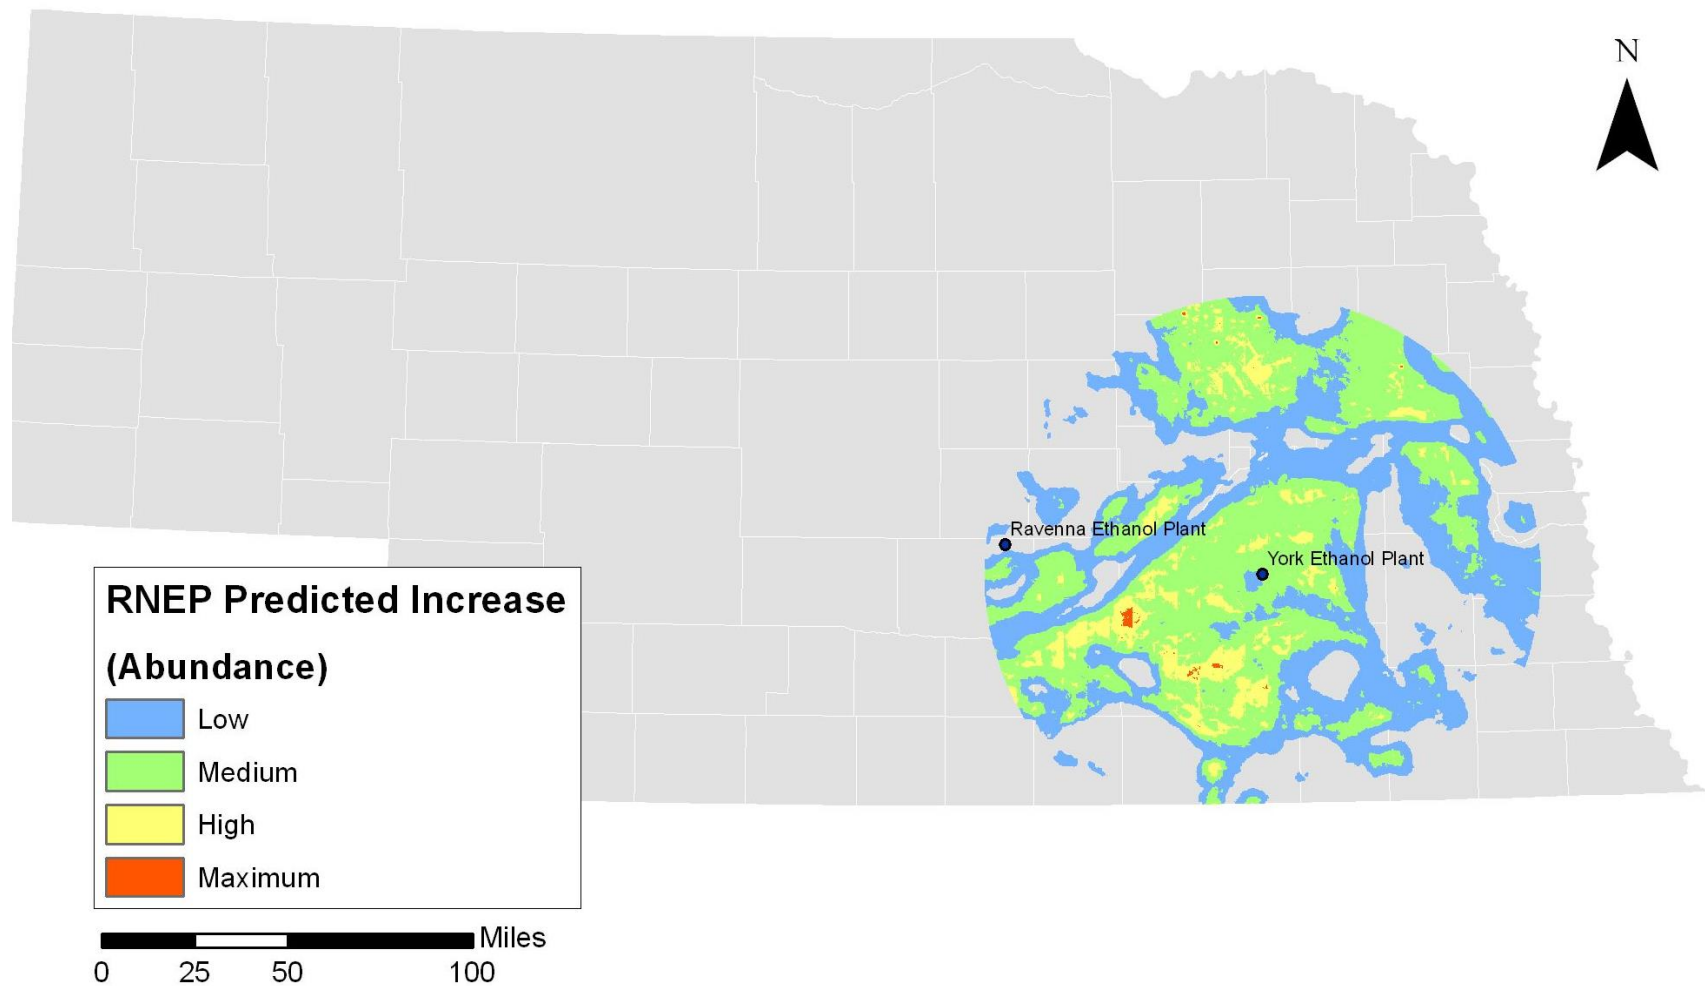 N
Ravenna Ethanol Plant
York Ethanol Plant
RNEP Predicted Increase
(Abundance)
Low
Medium
High
Maximum
Miles
0 25 50 100